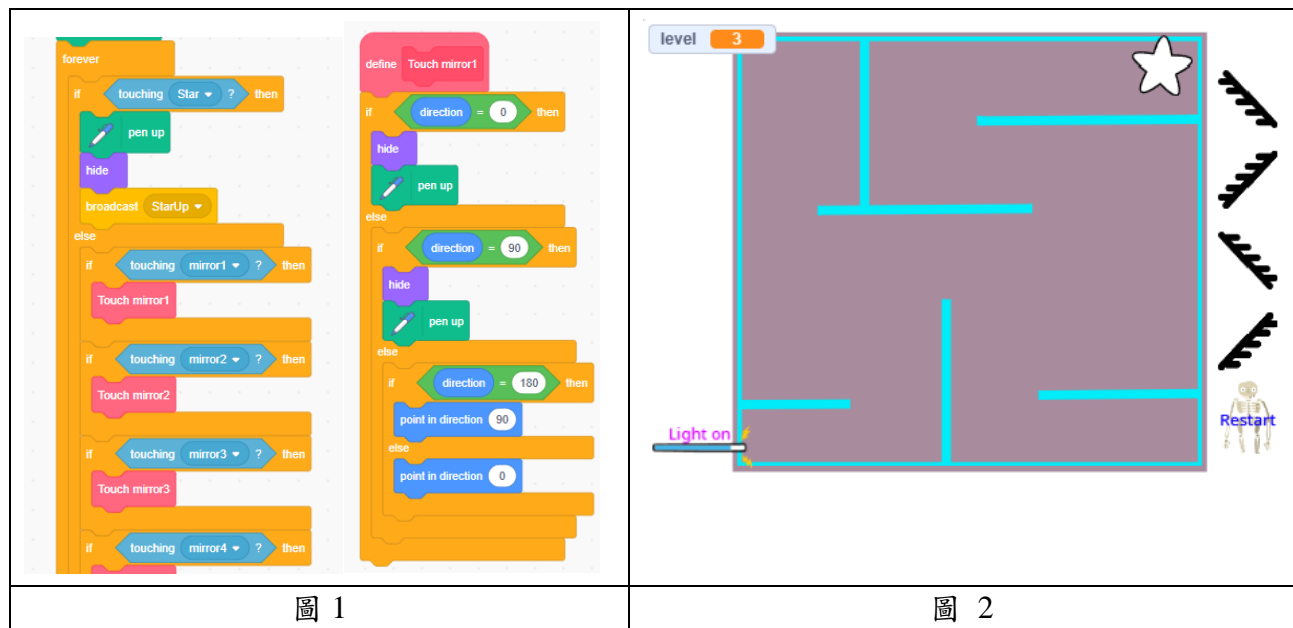 forever
if touching Star ? then
pen up
hide
broadcast StarUp
else
if touching mirror1 ? then
Touch mirror1
if touching mirror2 ? then
Touch mirror2
if touching mirror3 ? then
Touch mirror3
if touching mirror4 ? then
define Touch mirror1
if direction = 0 then
hide
pen up
else
if direction = 90 then
hide
pen up
else
if direction = 180 then
point in direction 90
else
point in direction 0
圖 1
level 3
Light on
Restart
圖 2